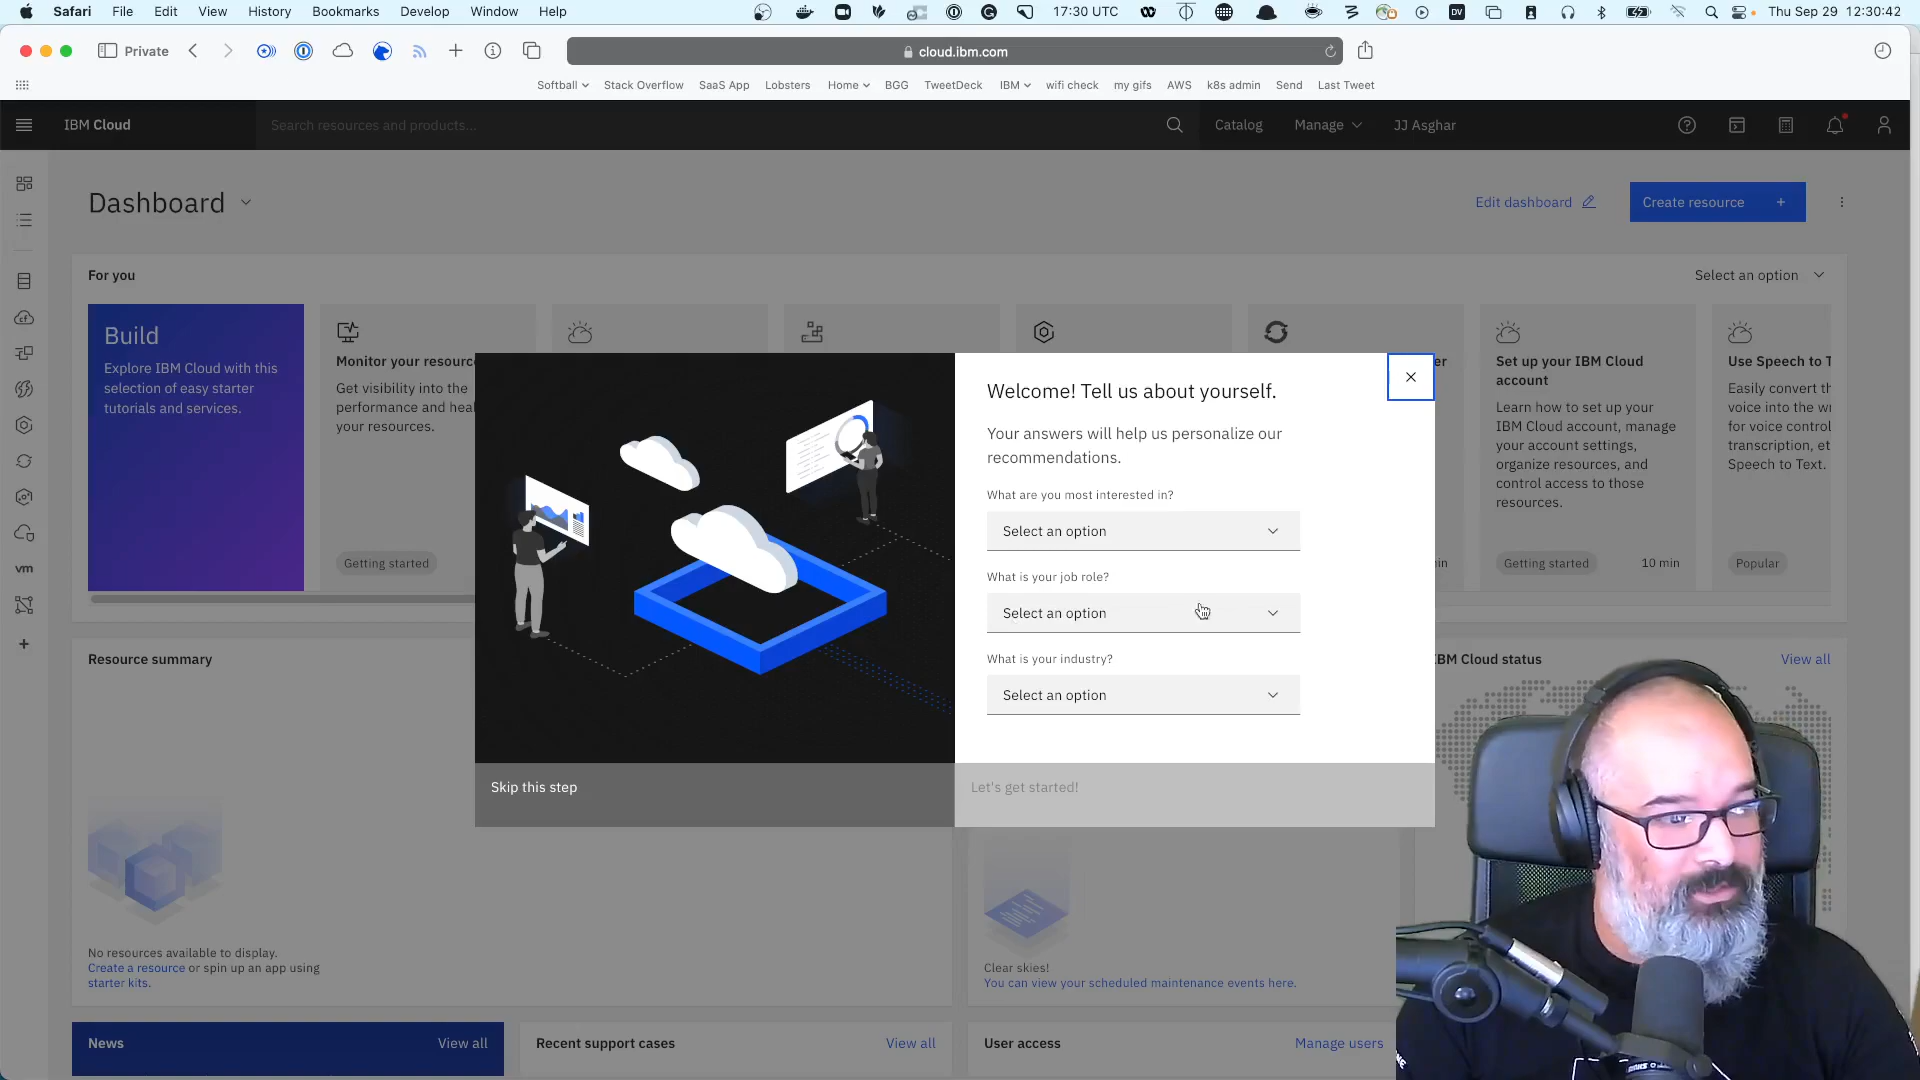 Safari File Edit View History Bookmarks Develop Window Help 17:30 UTC DV Thu Sep 29 12:30:42
Private cloud.ibm.com
Softball Stack Overflow SaaS App Lobsters Home BGG TweetDeck IBM wifi check my gifs AWS k8s admin Send Last Tweet
IBM Cloud Search resources and products... Catalog Manage JJ Asghar
Dashboard Edit dashboard Create resource +
For you Select an option
Build
Explore IBM Cloud with this
selection of easy starter
tutorials and services.
Monitor your resourc
Get visibility into the
performance and heal
your resources.
Getting started
er
in
Set up your IBM Cloud
account
Learn how to set up your
IBM Cloud account, manage
your account settings,
organize resources, and
control access to those
resources.
Getting started 10 min
Use Speech to T
Easily convert th
voice into the wr
for voice control
transcription, et
Speech to Text.
Popular
Welcome! Tell us about yourself.
Your answers will help us personalize our
recommendations.
What are you most interested in?
Select an option
What is your job role?
Select an option
What is your industry?
Select an option
Skip this step Let's get started!
cf
vm
Resource summary
No resources available to display.
Create a resource or spin up an app using
starter kits.
Clear skies!
You can view your scheduled maintenance events here.
IBM Cloud status View all
News View all
Recent support cases View all
User access Manage users